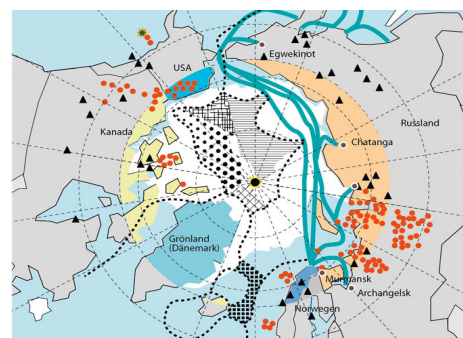 Egwekinot
USA
Russland
Kanada
Chatanga
Grönland
(Dänemark)
Murmansk
Archangelsk
Norwegen